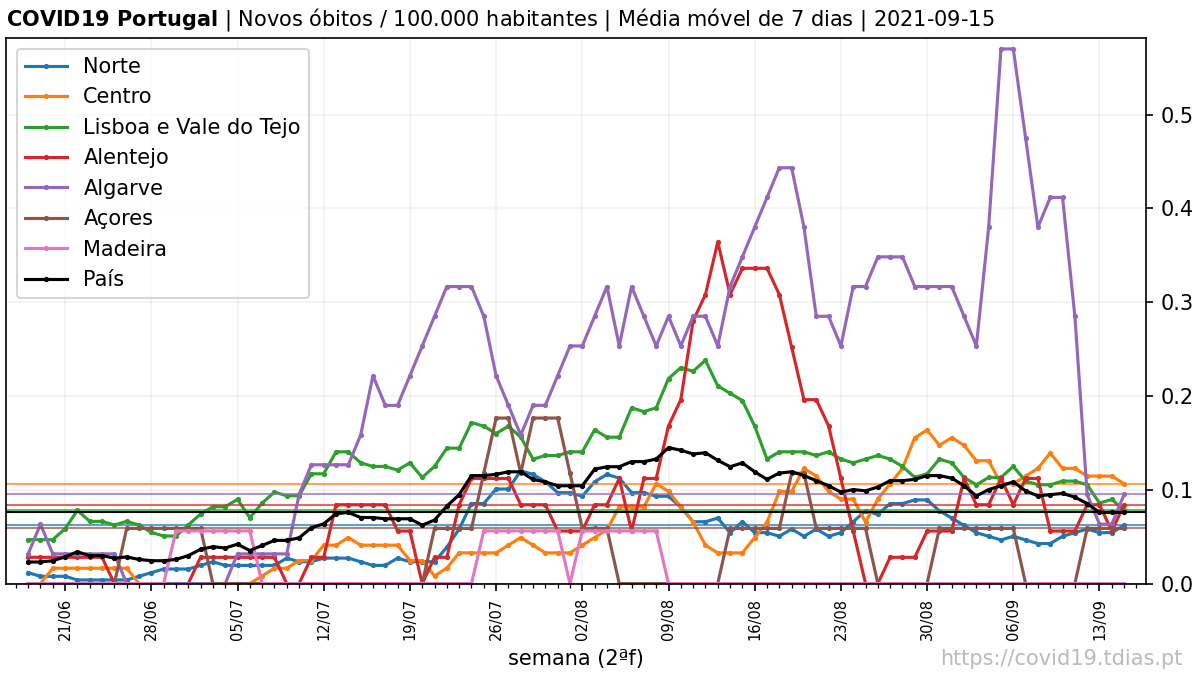 COVID19 Portugal | Novos óbitos / 100.000 habitantes | Média móvel de 7 dias | 2021-09-15
Norte
Centro
Lisboa e Vale do Tejo
Alentejo
Algarve
Açores
Madeira
País
0.5
0.4
0.3
0.2
0.1
0.0
21/06
28/06
05/07
12/07
19/07
26/07
02/08
09/08
16/08
23/08
30/08
06/09
13/09
semana (2ªf)
https://covid19.tdias.pt